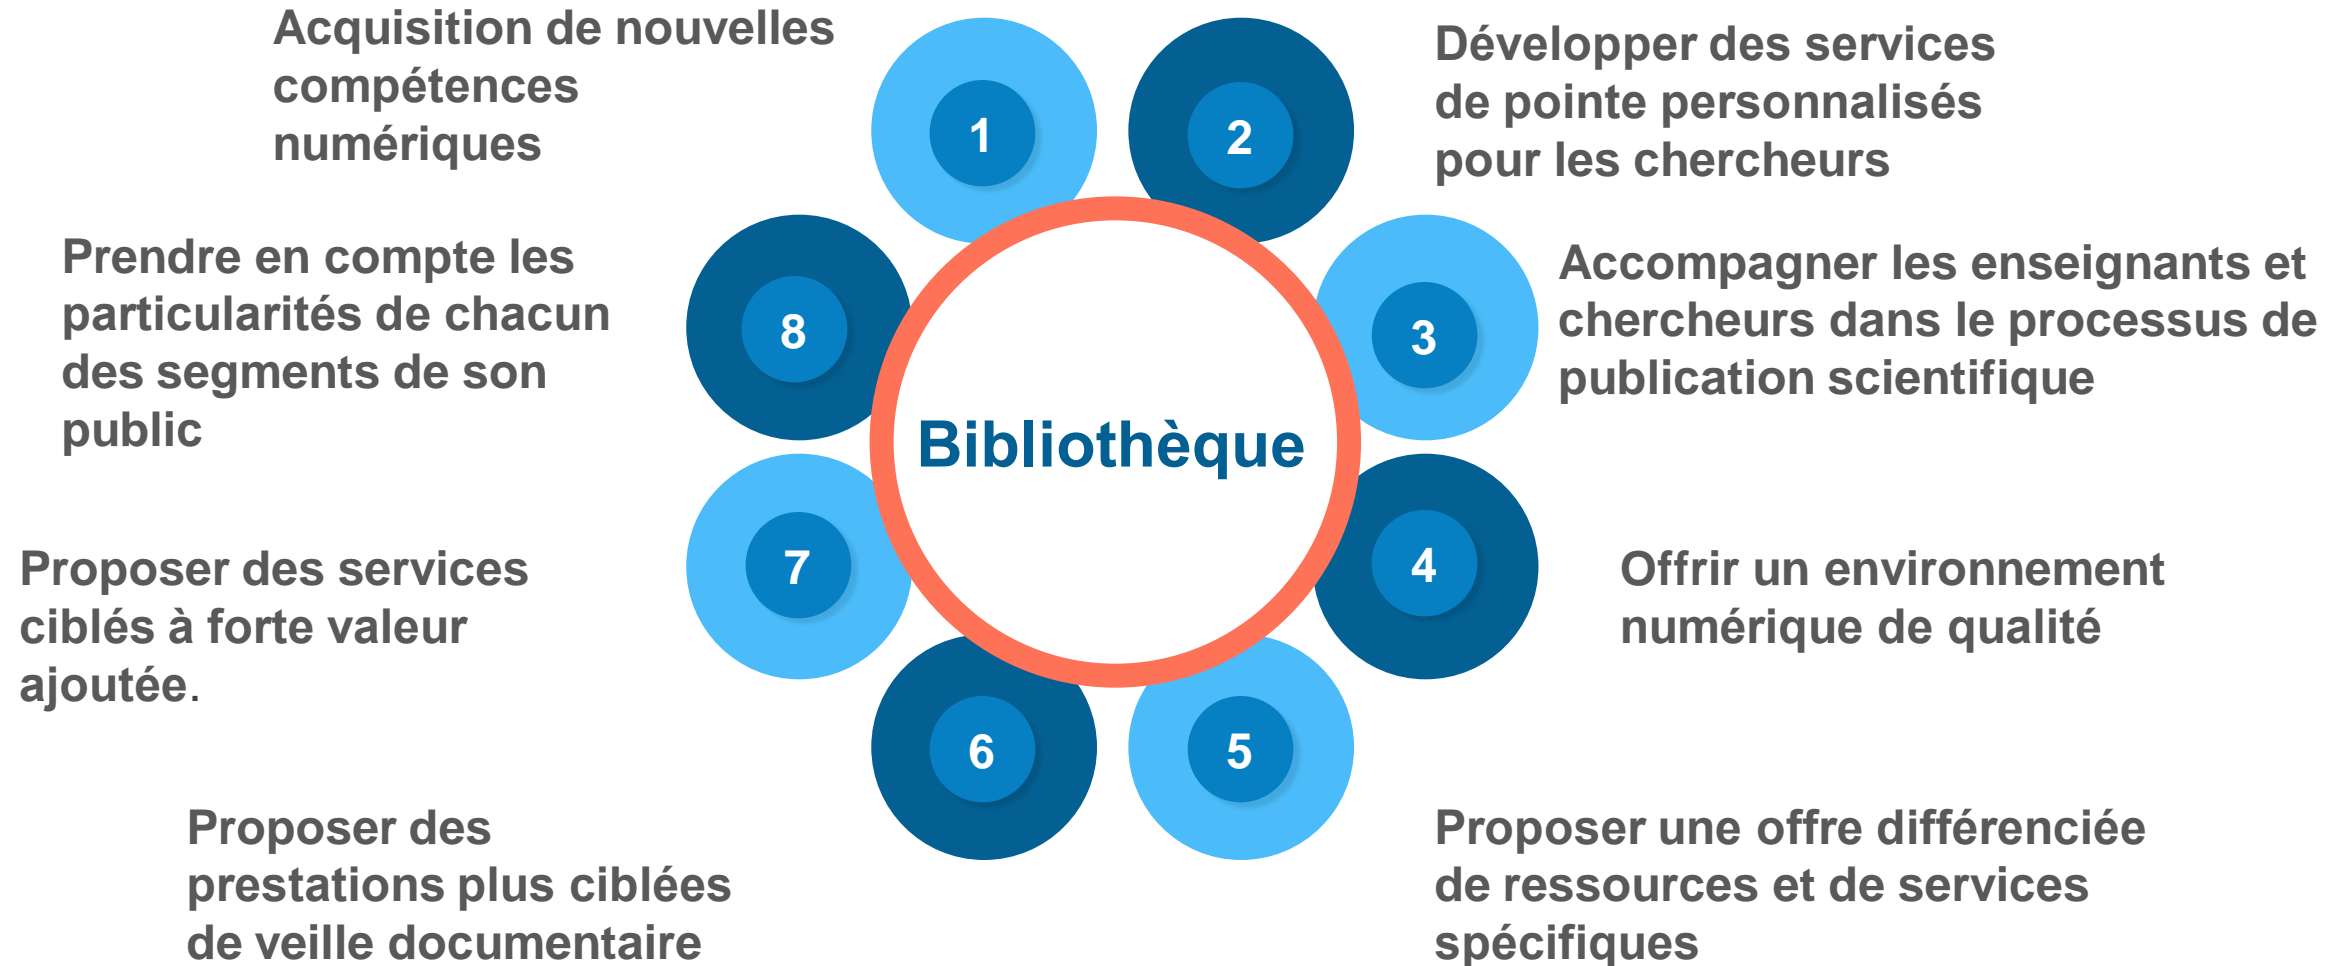 Acquisition de nouvelles
compétences
numériques
1
2
Développer des services
de pointe personnalisés
pour les chercheurs
Prendre en compte les
particularités de chacun
des segments de son
public
8
3
Accompagner les enseignants et
chercheurs dans le processus de
publication scientifique
Bibliothèque
Proposer des services
ciblés à forte valeur
ajoutée.
7
4
Offrir un environnement
numérique de qualité
6
5
Proposer des
prestations plus ciblées
de veille documentaire
Proposer une offre différenciée
de ressources et de services
spécifiques